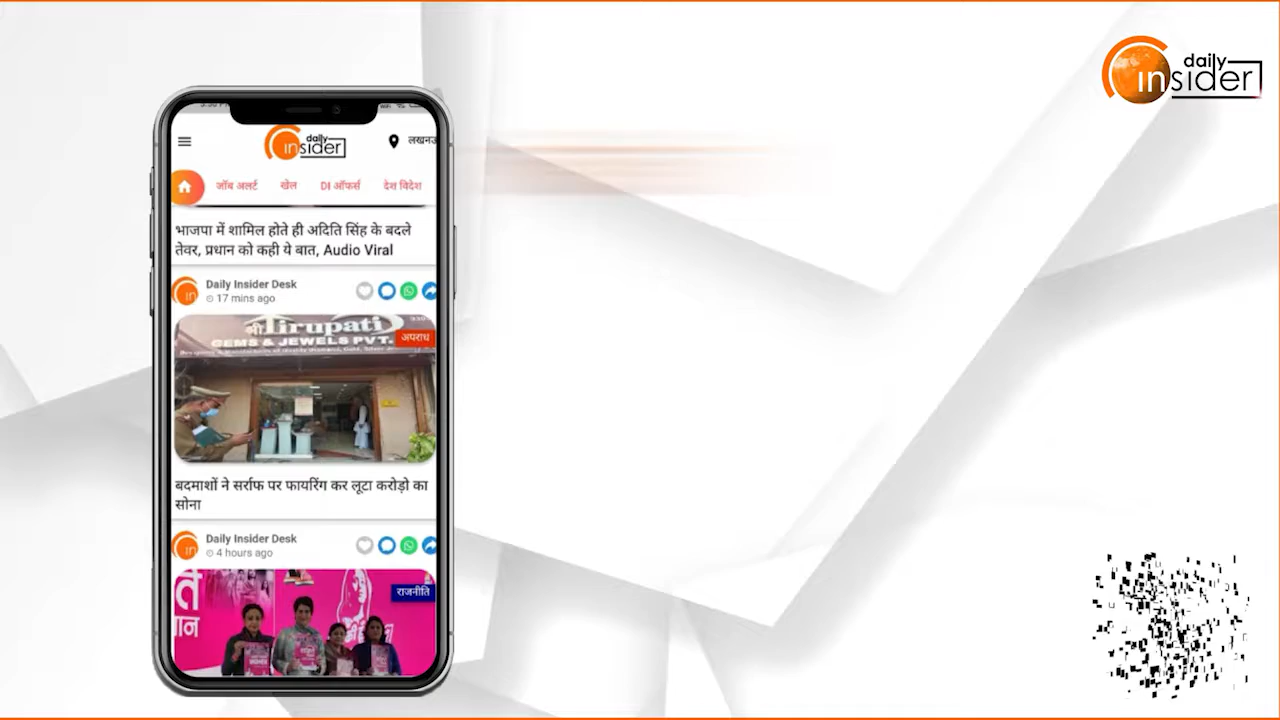 daily
insider
daily
insider
जॉब अलर्ट
खेल
DI ऑफर्स
देश विदेश
भाजपा में शामिल होते ही अदिति सिंह के बदले
तेवर, प्रधान को कही ये बात, Audio Viral
Daily Insider Desk
17 mins ago
श्री Tirupati
GEMS & JEWELS PVT.
अपराध
बदमाशों ने सर्राफ पर फायरिंग कर लूटा करोड़ो का
सोना
Daily Insider Desk
4 hours ago
राजनीति